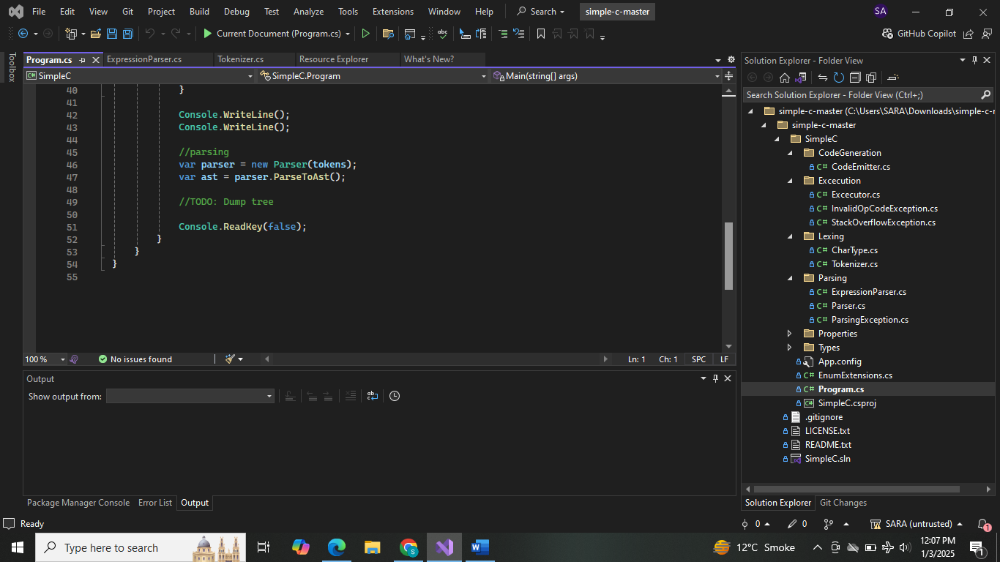 File Edit View Git Project Build Debug Test Analyze Tools Extensions Window Help Search simple-c-master SA
Current Document (Program.cs) GitHub Copilot
Toolbox
Program.cs ExpressionParser.cs Tokenizer.cs Resource Explorer What's New?
C# SimpleC SimpleC.Program Main(string[] args)
40 }
41
42 Console.WriteLine();
43 Console.WriteLine();
44
45 //parsing
46 var parser = new Parser(tokens);
47 var ast = parser.ParseToAst();
48
49 //TODO: Dump tree
50
51 Console.ReadKey(false);
52 }
53 }
54 }
55
100 % No issues found Ln: 1 Ch: 1 SPC LF
Output
Show output from:
Package Manager Console Error List Output
Solution Explorer - Folder View
Search Solution Explorer - Folder View (Ctrl+;)
simple-c-master (C:\Users\SARA\Downloads\simple-c-
simple-c-master
SimpleC
CodeGeneration
C# CodeEmitter.cs
Excecution
C# Excecutor.cs
C# InvalidOpCodeException.cs
C# StackOverflowException.cs
Lexing
C# CharType.cs
C# Tokenizer.cs
Parsing
C# ExpressionParser.cs
C# Parser.cs
C# ParsingException.cs
Properties
Types
App.config
C# EnumExtensions.cs
C# Program.cs
C# SimpleC.csproj
.gitignore
LICENSE.txt
README.txt
SimpleC.sln
Solution Explorer Git Changes
Ready 0 0 SARA (untrusted) 1
Type here to search 12°C Smoke 12:07 PM
1/3/2025 1